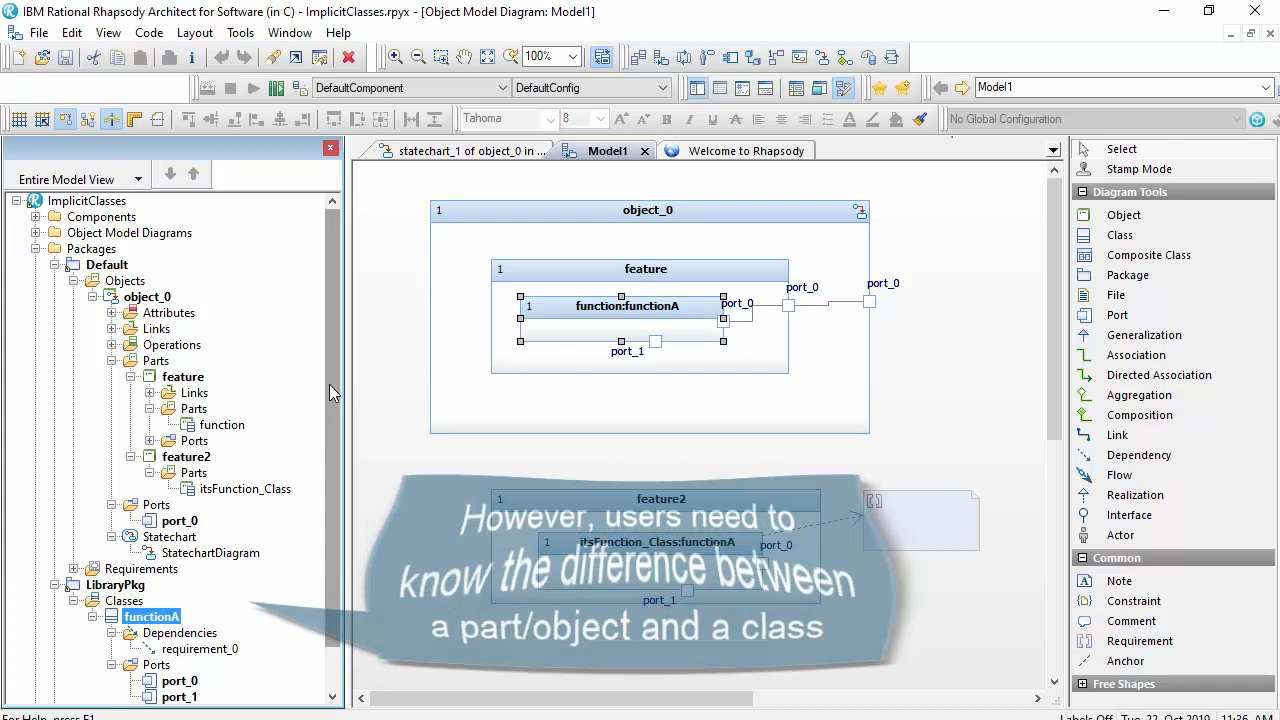 IBM Rational Rhapsody Architect for Software (in C) - ImplicitClasses.rpyx - [Object Model Diagram: Model1]
File Edit View Code Layout Tools Window Help
100%
DefaultComponent DefaultConfig Model1
Tahoma 8 No Global Configuration
Entire Model View
ImplicitClasses
Components
Object Model Diagrams
Packages
Default
Objects
object_0
Attributes
Links
Operations
Parts
feature
Links
Parts
function
Ports
feature2
Parts
itsFunction_Class
Ports
port_0
Statechart
StatechartDiagram
Requirements
LibraryPkg
Classes
functionA
Dependencies
requirement_0
Ports
port_0
port_1
statechart_1 of object_0 in ... Model1 Welcome to Rhapsody
1 object_0
1 feature
1 function:functionA
port_0
port_0
port_0
port_1
1 feature2
1 itsFunction_Class:functionA
port_0
port_1
However, users need to
know the difference between
a part/object and a class
Select
Stamp Mode
Diagram Tools
Object
Class
Composite Class
Package
File
Port
Generalization
Association
Directed Association
Aggregation
Composition
Link
Dependency
Flow
Realization
Interface
Actor
Common
Note
Constraint
Comment
Requirement
Anchor
Free Shapes
For Help, press F1
Labels Off Tue, 22, Oct 2019 11:36 AM